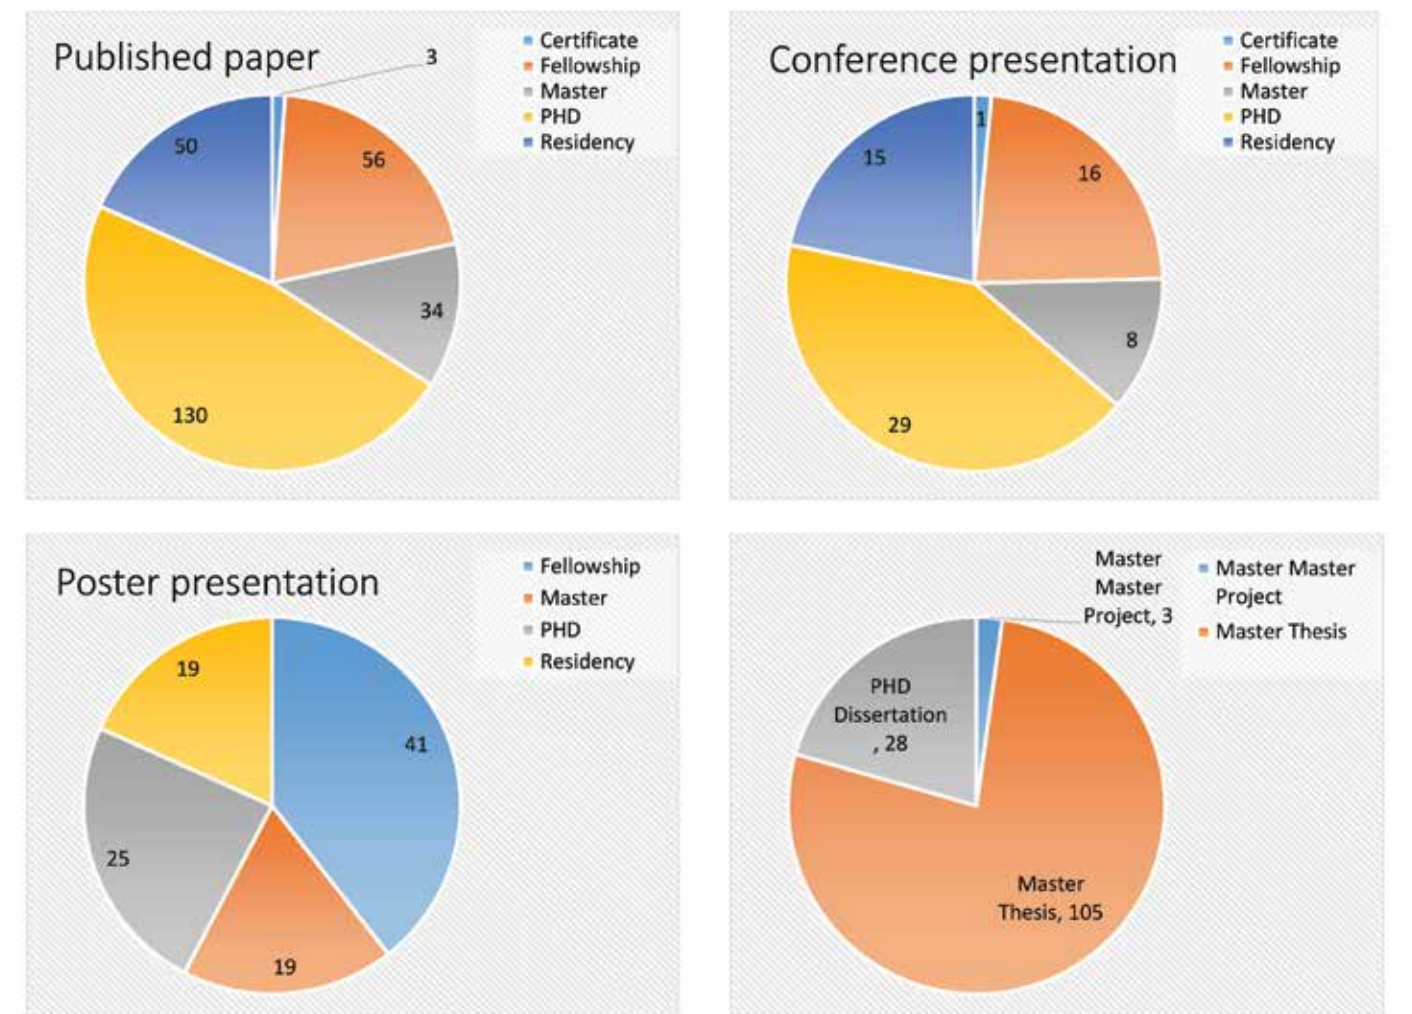 Published paper
3
50
56
34
130
Certificate
Fellowship
Master
PHD
Residency
Conference presentation
1
15
16
8
29
Certificate
Fellowship
Master
PHD
Residency
Poster presentation
19
41
25
19
Fellowship
Master
PHD
Residency
Master
Master
Project, 3
PHD
Dissertation
, 28
Master
Thesis, 105
Master Master
Project
Master Thesis